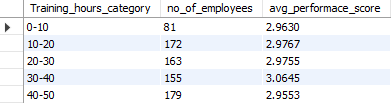 Training_hours_category no_of_employees avg_performace_score
0-10 81 2.9630
10-20 172 2.9767
20-30 163 2.9755
30-40 155 3.0645
40-50 179 2.9553